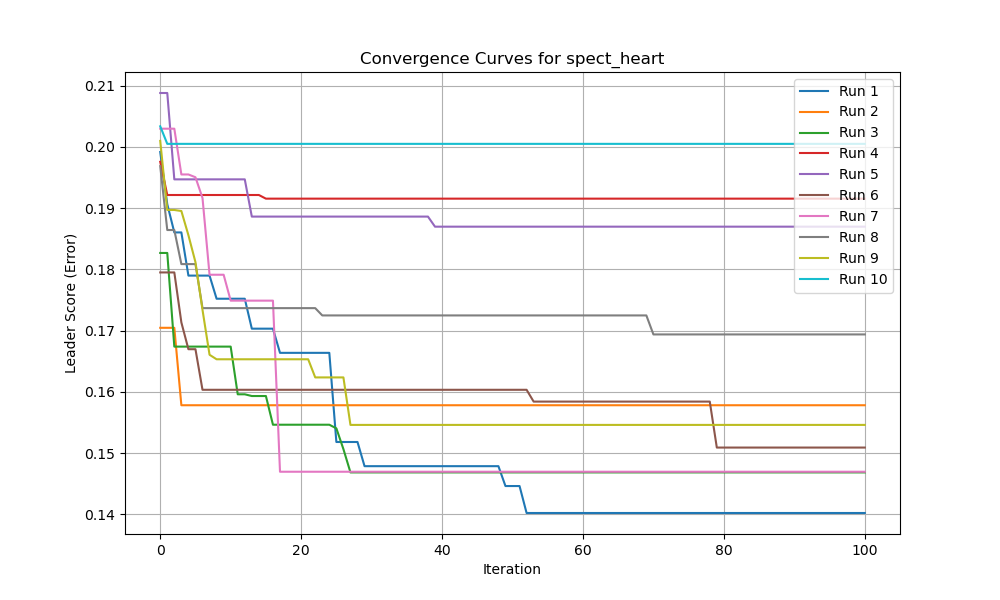 Convergence Curves for spect_heart
Leader Score (Error)
0.21
0.20
0.19
0.18
0.17
0.16
0.15
0.14
0
20
40
60
80
100
Iteration
Run 1
Run 2
Run 3
Run 4
Run 5
Run 6
Run 7
Run 8
Run 9
Run 10